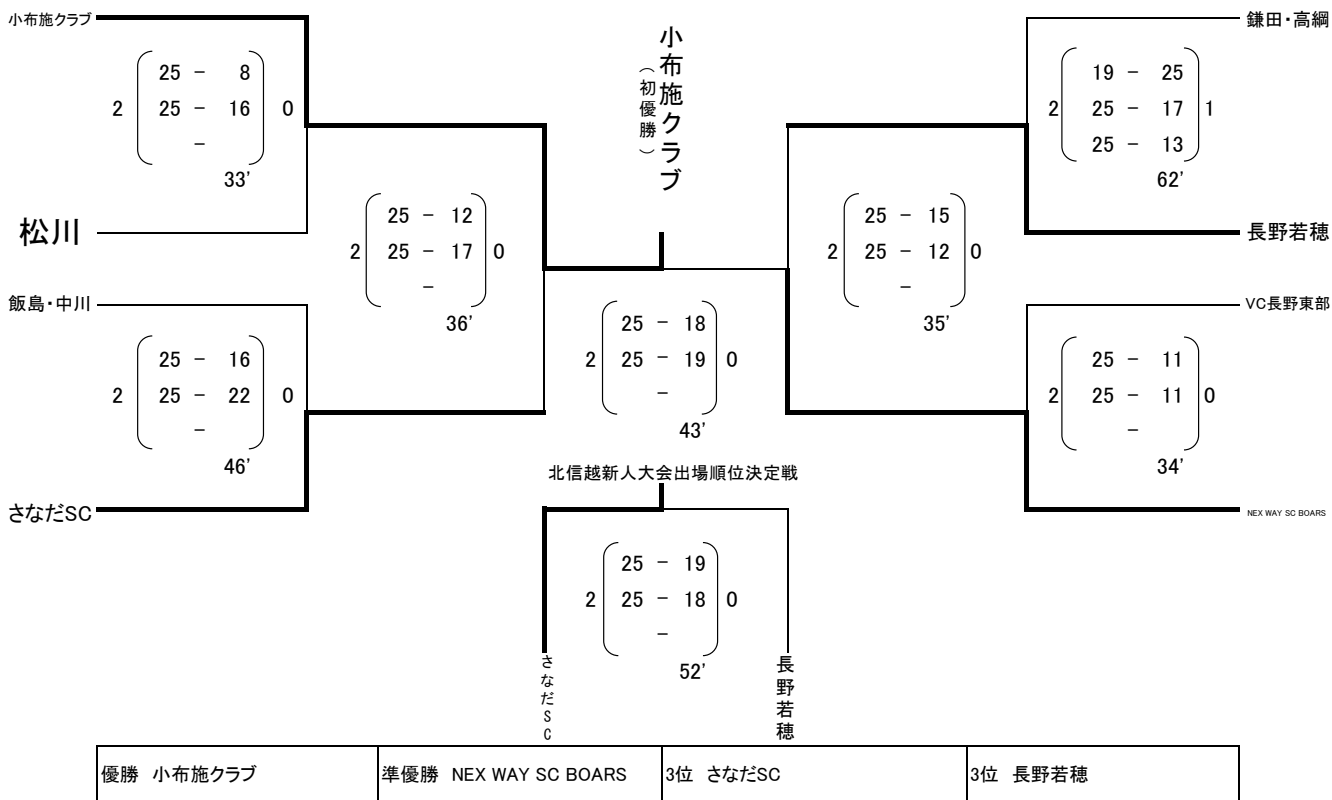 小布施クラブ
2
25 - 8
25 - 16
-
0
33'
松川
飯島・中川
2
25 - 16
25 - 22
-
0
46'
さなだSC
2
25 - 12
25 - 17
-
0
36'
小布施クラブ
(初優勝)
2
25 - 18
25 - 19
-
0
43'
2
25 - 15
25 - 12
-
0
35'
鎌田・高綱
2
19 - 25
25 - 17
25 - 13
1
62'
長野若穂
VC長野東部
2
25 - 11
25 - 11
-
0
34'
NEX WAY SC BOARS
北信越新人大会出場順位決定戦
2
25 - 19
25 - 18
-
0
52'
さなだSC
長野若穂
優勝 小布施クラブ
準優勝 NEX WAY SC BOARS
3位 さなだSC
3位 長野若穂